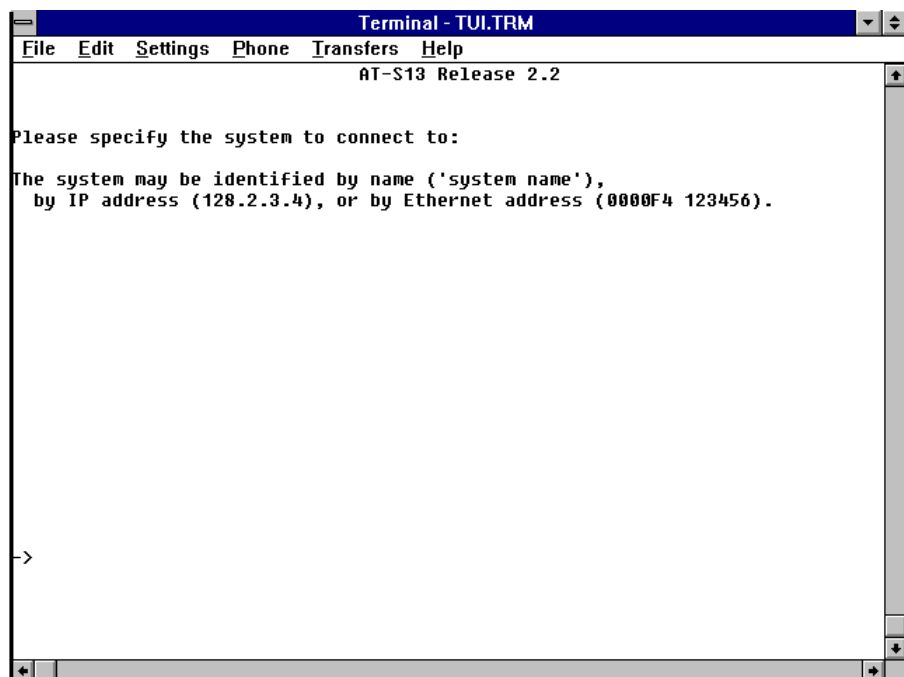 Terminal - TUI.TRM
File Edit Settings Phone Transfers Help
AT-S13 Release 2.2
Please specify the system to connect to:
The system may be identified by name ('system name'),
by IP address (128.2.3.4), or by Ethernet address (0000F4 123456).
->